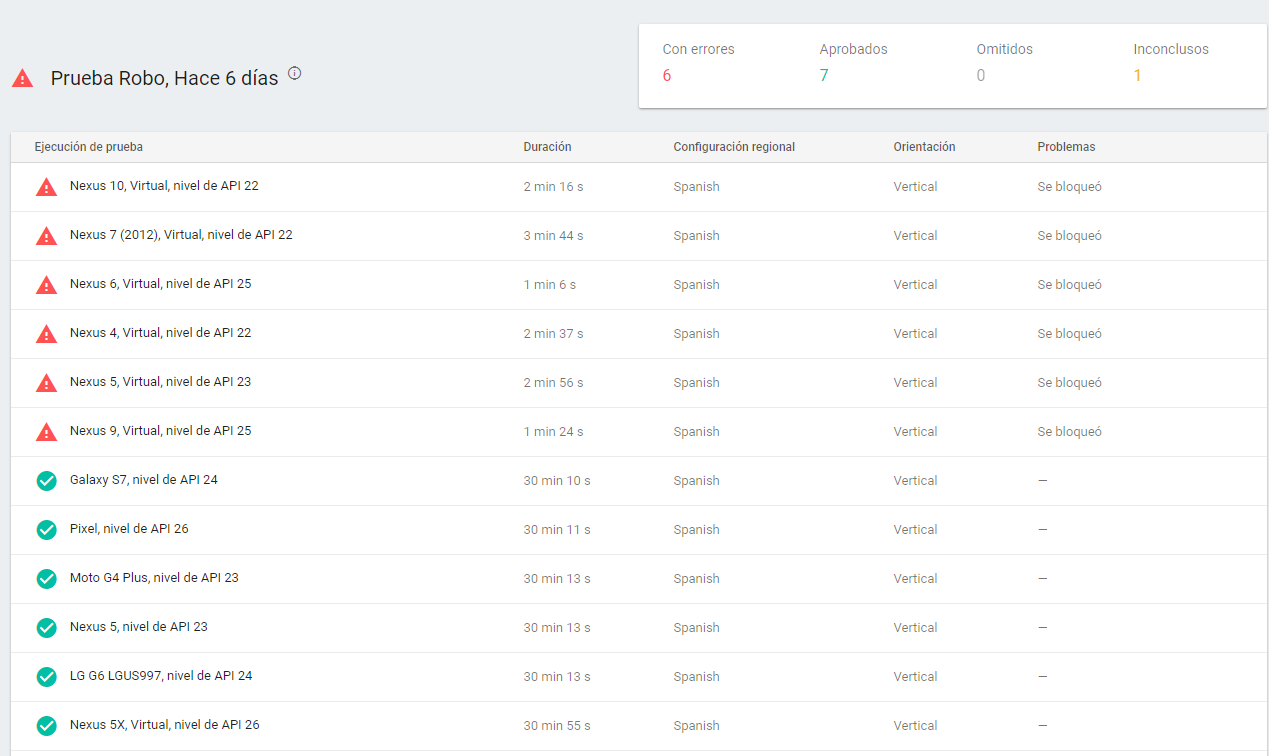 Con errores Aprobados Omitidos Inconclusos
6 7 0 1
Prueba Robo, Hace 6 días
Ejecución de prueba Duración Configuración regional Orientación Problemas
Nexus 10, Virtual, nivel de API 22 2 min 16 s Spanish Vertical Se bloqueó
Nexus 7 (2012), Virtual, nivel de API 22 3 min 44 s Spanish Vertical Se bloqueó
Nexus 6, Virtual, nivel de API 25 1 min 6 s Spanish Vertical Se bloqueó
Nexus 4, Virtual, nivel de API 22 2 min 37 s Spanish Vertical Se bloqueó
Nexus 5, Virtual, nivel de API 23 2 min 56 s Spanish Vertical Se bloqueó
Nexus 9, Virtual, nivel de API 25 1 min 24 s Spanish Vertical Se bloqueó
Galaxy S7, nivel de API 24 30 min 10 s Spanish Vertical —
Pixel, nivel de API 26 30 min 11 s Spanish Vertical —
Moto G4 Plus, nivel de API 23 30 min 13 s Spanish Vertical —
Nexus 5, nivel de API 23 30 min 13 s Spanish Vertical —
LG G6 LGUS997, nivel de API 24 30 min 13 s Spanish Vertical —
Nexus 5X, Virtual, nivel de API 26 30 min 55 s Spanish Vertical —